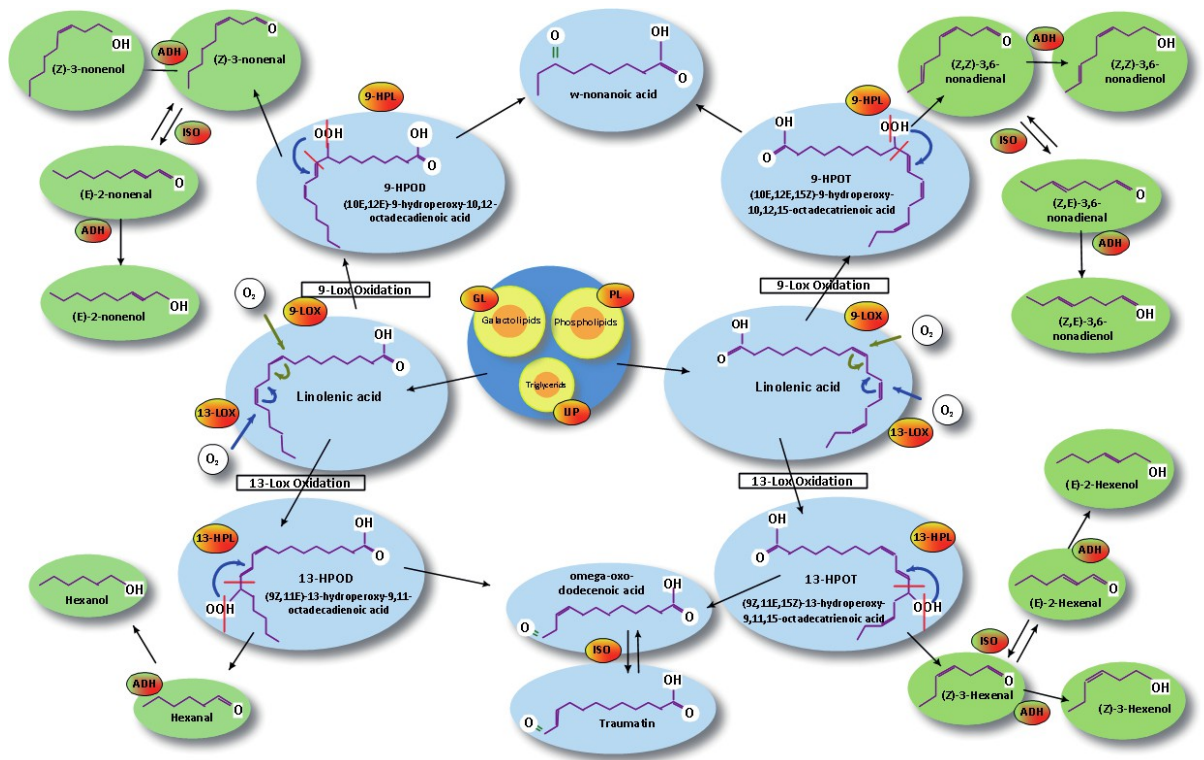 OH
(Z)-3-nonenol
ADH
O
(Z)-3-nonenal
ISO
(E)-2-nonenal
O
ADH
OH
(E)-2-nonenol
O
OH
O
w-nonanoic acid
9-HPL
OOH
OH
O
9-HPOD
(10E,12E)-9-hydroperoxy-10,12-
octadecadienoic acid
9-HPL
OH
O
OOH
9-HPOT
(10E,12E,15Z)-9-hydroperoxy-
10,12,15-octadecatrienoic acid
O
(Z,Z)-3,6-
nonadienal
ADH
OH
(Z,Z)-3,6-
nonadienol
ISO
O
(Z,E)-3,6-
nonadienal
ADH
OH
(Z,E)-3,6-
nonadienol
9-Lox Oxidation
9-Lox Oxidation
O2
9-LOX
OH
O
Linolenic acid
13-LOX
O2
GL
Galactolipids
PL
Phospholipids
Triglycerids
LIP
OH
O
9-LOX
O2
Linolenic acid
O2
13-LOX
13-Lox Oxidation
13-Lox Oxidation
13-HPL
OH
O
13-HPOD
(9Z,11E)-13-hydroperoxy-9,11-
octadecadienoic acid
OOH
OH
Hexanol
ADH
O
Hexanal
omega-oxo-
dodecenoic acid
OH
O
O
ISO
OH
O
O
Traumatin
OH
O
13-HPL
13-HPOT
(9Z,11E,15Z)-13-hydroperoxy-
9,11,15-octadecatrienoic acid
OOH
OH
(E)-2-Hexenol
ADH
O
(E)-2-Hexenal
ISO
O
(Z)-3-Hexenal
ADH
OH
(Z)-3-Hexenol